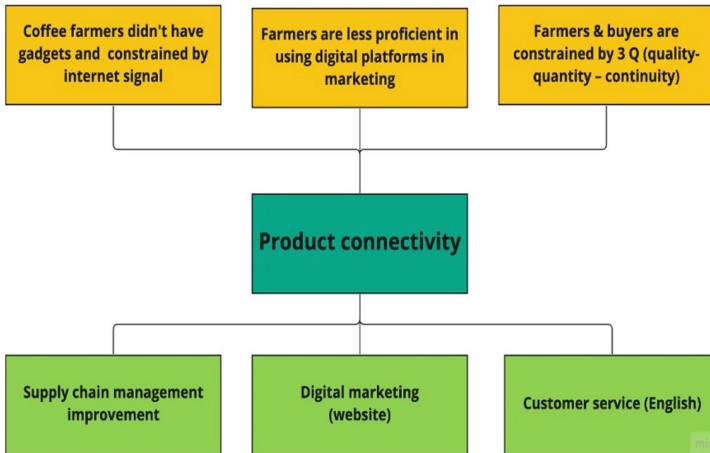 Coffee farmers didn't have
gadgets and constrained by
internet signal
Farmers are less proficient in
using digital platforms in
marketing
Farmers & buyers are
constrained by 3 Q (quality-
quantity – continuity)
Product connectivity
Supply chain management
improvement
Digital marketing
(website)
Customer service (English)